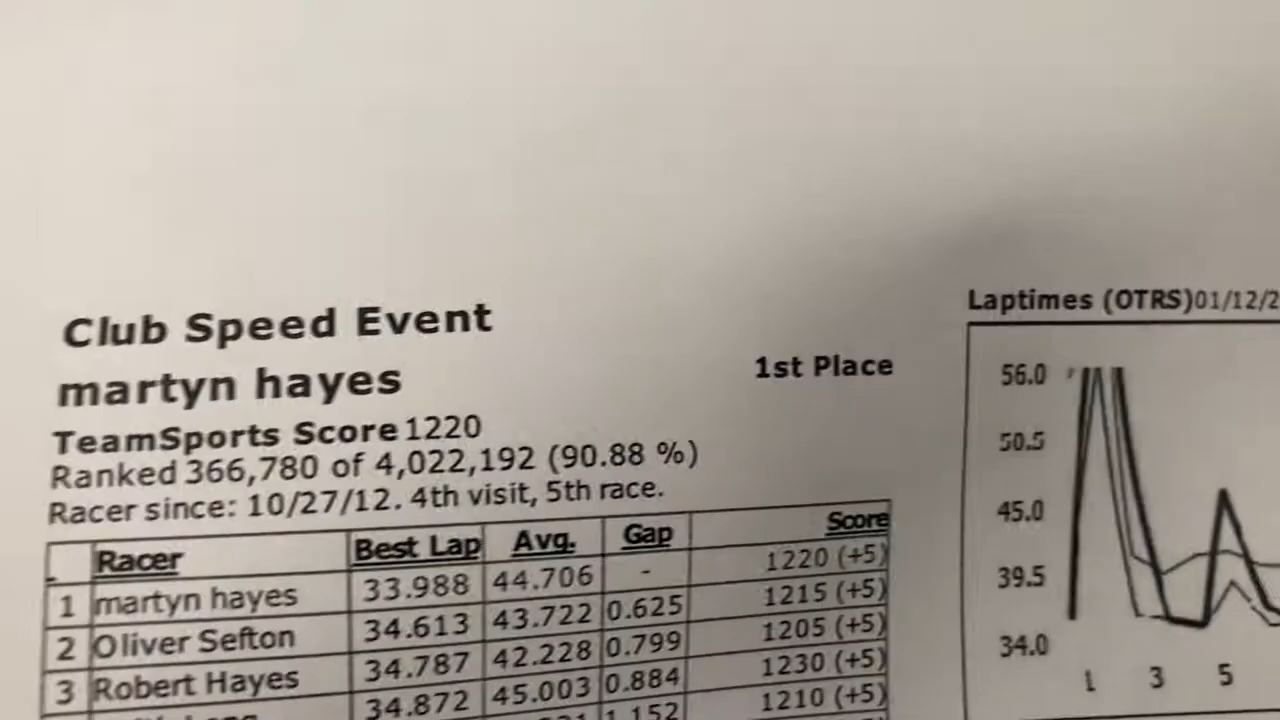 Club Speed Event
martyn hayes 1st Place
TeamSports Score 1220
Ranked 366,780 of 4,022,192 (90.88 %)
Racer since: 10/27/12. 4th visit, 5th race.
Racer Best Lap Avg. Gap Score
1 martyn hayes 33.988 44.706 - 1220 (+5)
2 Oliver Sefton 34.613 43.722 0.625 1215 (+5)
3 Robert Hayes 34.787 42.228 0.799 1205 (+5)
34.872 45.003 0.884 1230 (+5)
1.152 1210 (+5)
Laptimes (OTRS)01/12/2
56.0
50.5
45.0
39.5
34.0
1 3 5